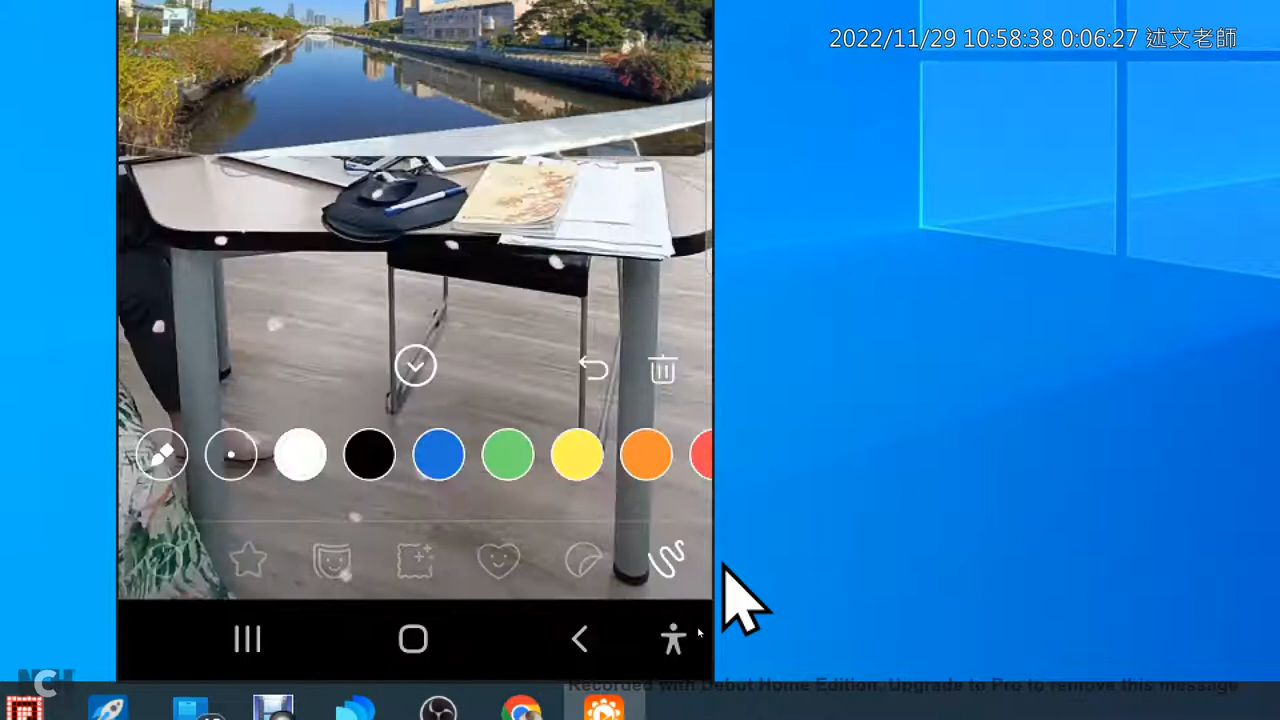 2022/11/29 10:58:38 0:06:27 述文老師
NCH
Recorded with Debut Home Edition. Upgrade to Pro to remove this message